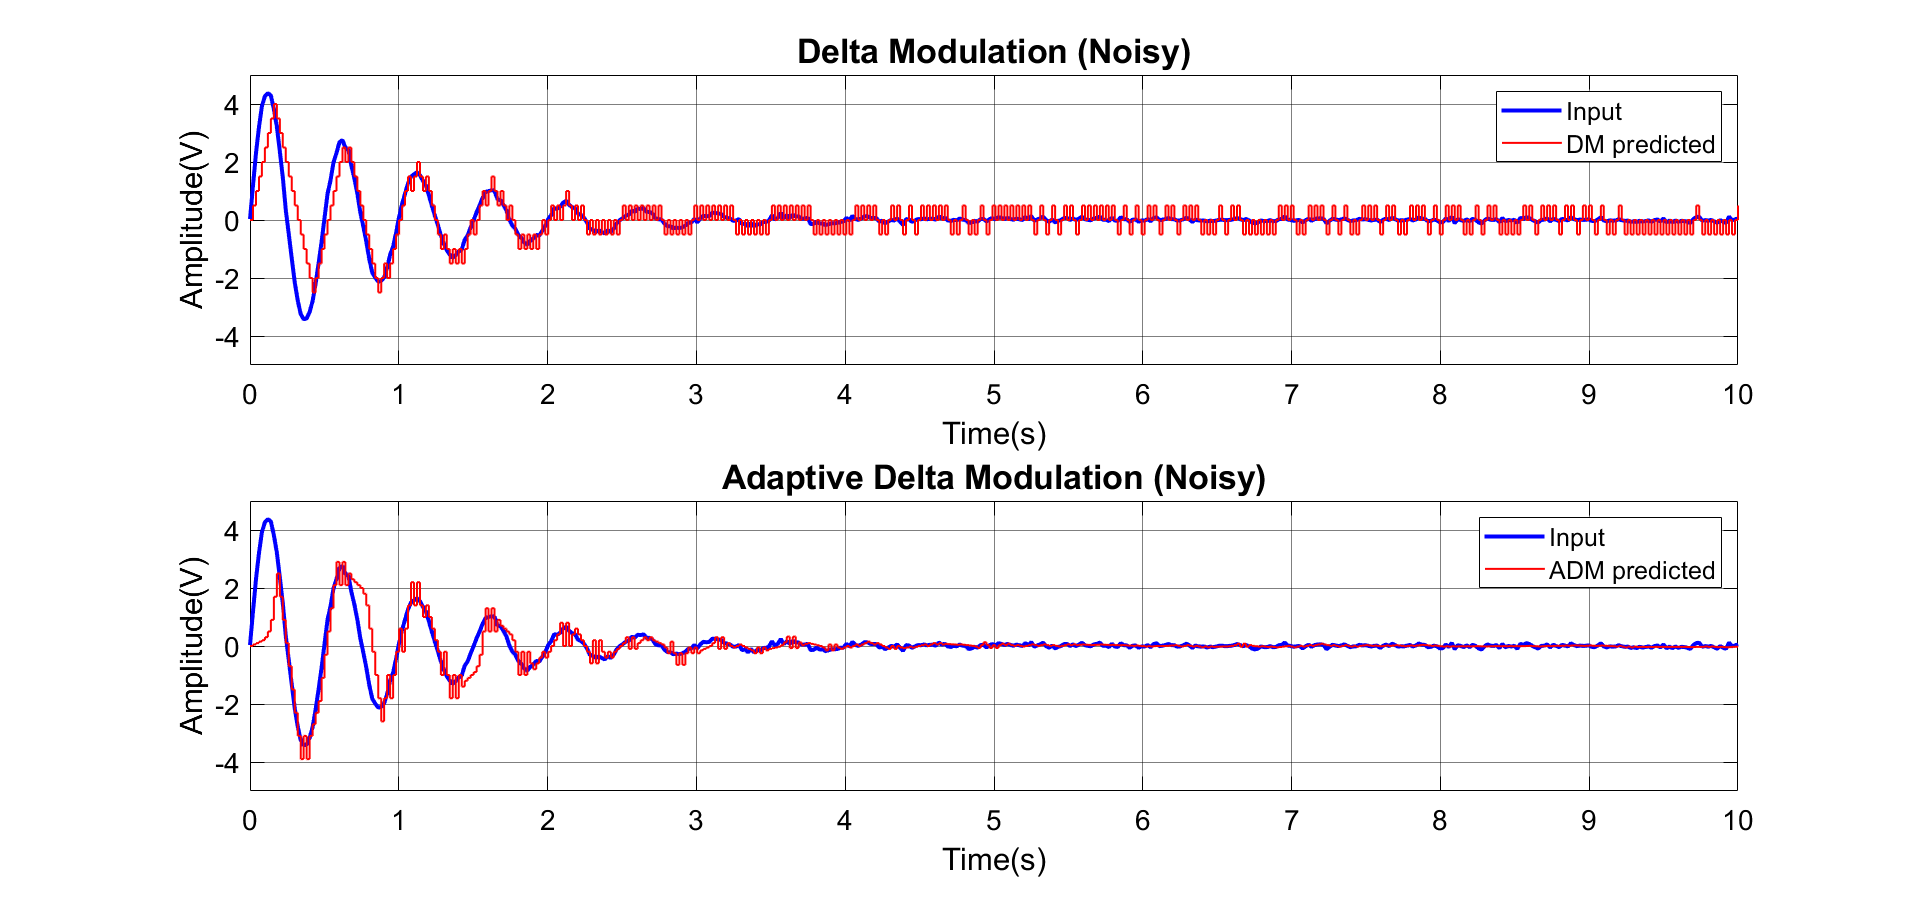 Delta Modulation (Noisy)
Amplitude(V)
4
2
0
-2
-4
Input
DM predicted
0 1 2 3 4 5 6 7 8 9 10
Time(s)
Adaptive Delta Modulation (Noisy)
Amplitude(V)
4
2
0
-2
-4
Input
ADM predicted
0 1 2 3 4 5 6 7 8 9 10
Time(s)